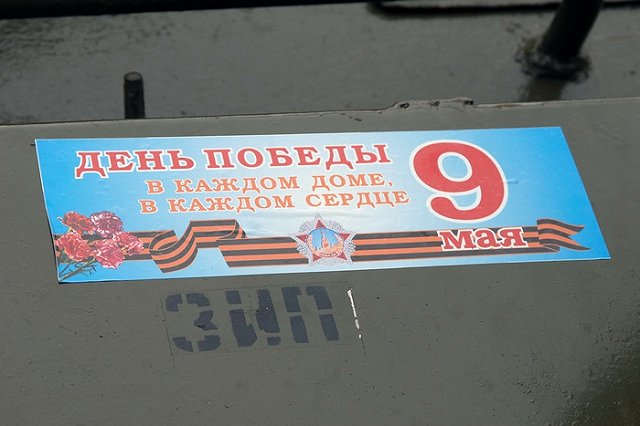 ДЕНЬ ПОБЕДЫ
В КАЖДОМ ДОМЕ,
В КАЖДОМ СЕРДЦЕ
9
мая
ЗИП